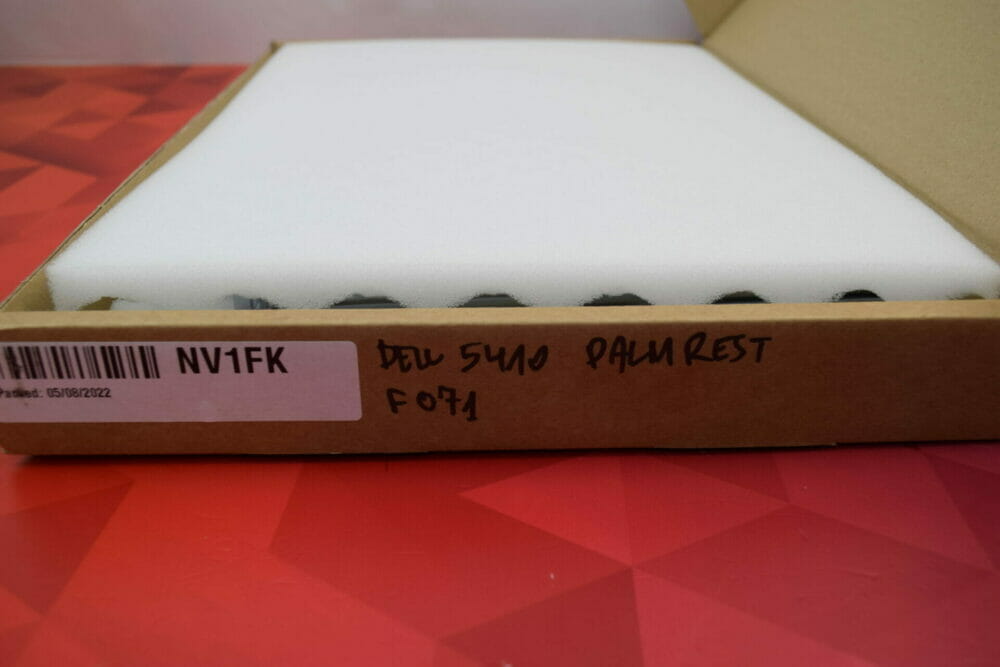 NV1FK
Packed: 05/08/2022
DELL 5410 PALMREST
F071